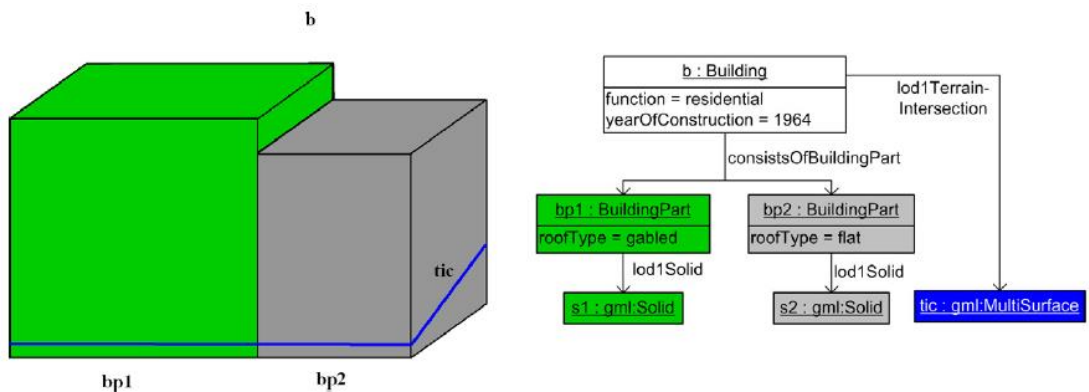 b
tic
bp1
bp2
b : Building
function = residential
yearOfConstruction = 1964
lod1Terrain-
Intersection
consistsOfBuildingPart
bp1 : BuildingPart
roofType = gabled
bp2 : BuildingPart
roofType = flat
lod1Solid
lod1Solid
s1 : gml:Solid
s2 : gml:Solid
tic : gml:MultiSurface